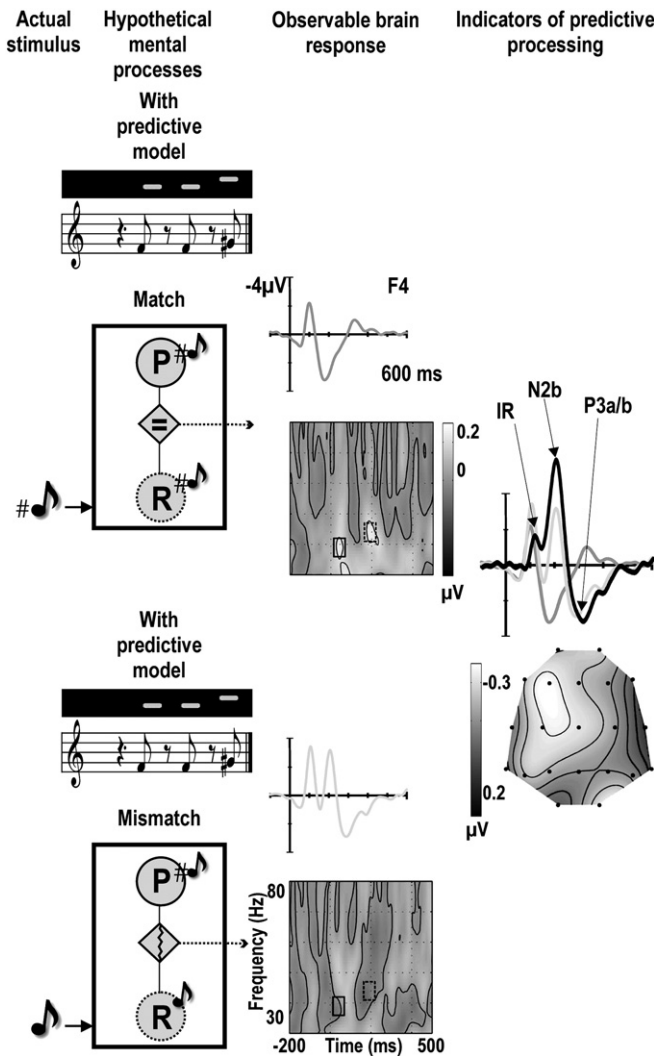 Actual
stimulus
Hypothetical
mental
processes
Observable brain
response
Indicators of predictive
processing
With
predictive
model
Match
-4µV
F4
600 ms
P #
=
R #
#
0.2
0
µV
IR
N2b
P3a/b
With
predictive
model
-0.3
0.2
µV
Mismatch
P #
R
80
Frequency (Hz)
30
-200 Time (ms) 500